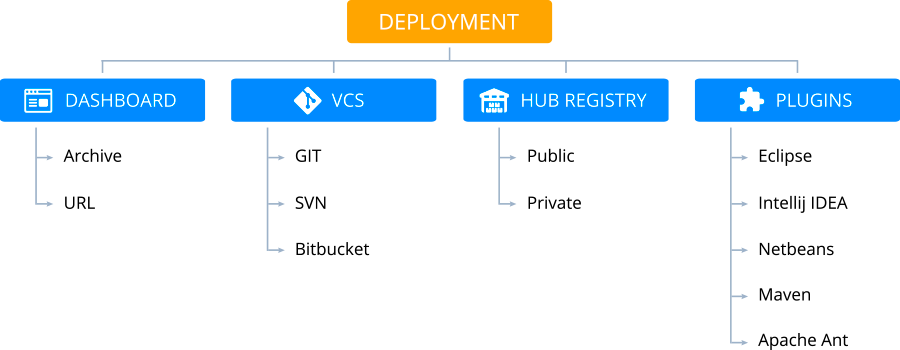 DEPLOYMENT
DASHBOARD
Archive
URL
VCS
GIT
SVN
Bitbucket
HUB REGISTRY
Public
Private
PLUGINS
Eclipse
Intellij IDEA
Netbeans
Maven
Apache Ant